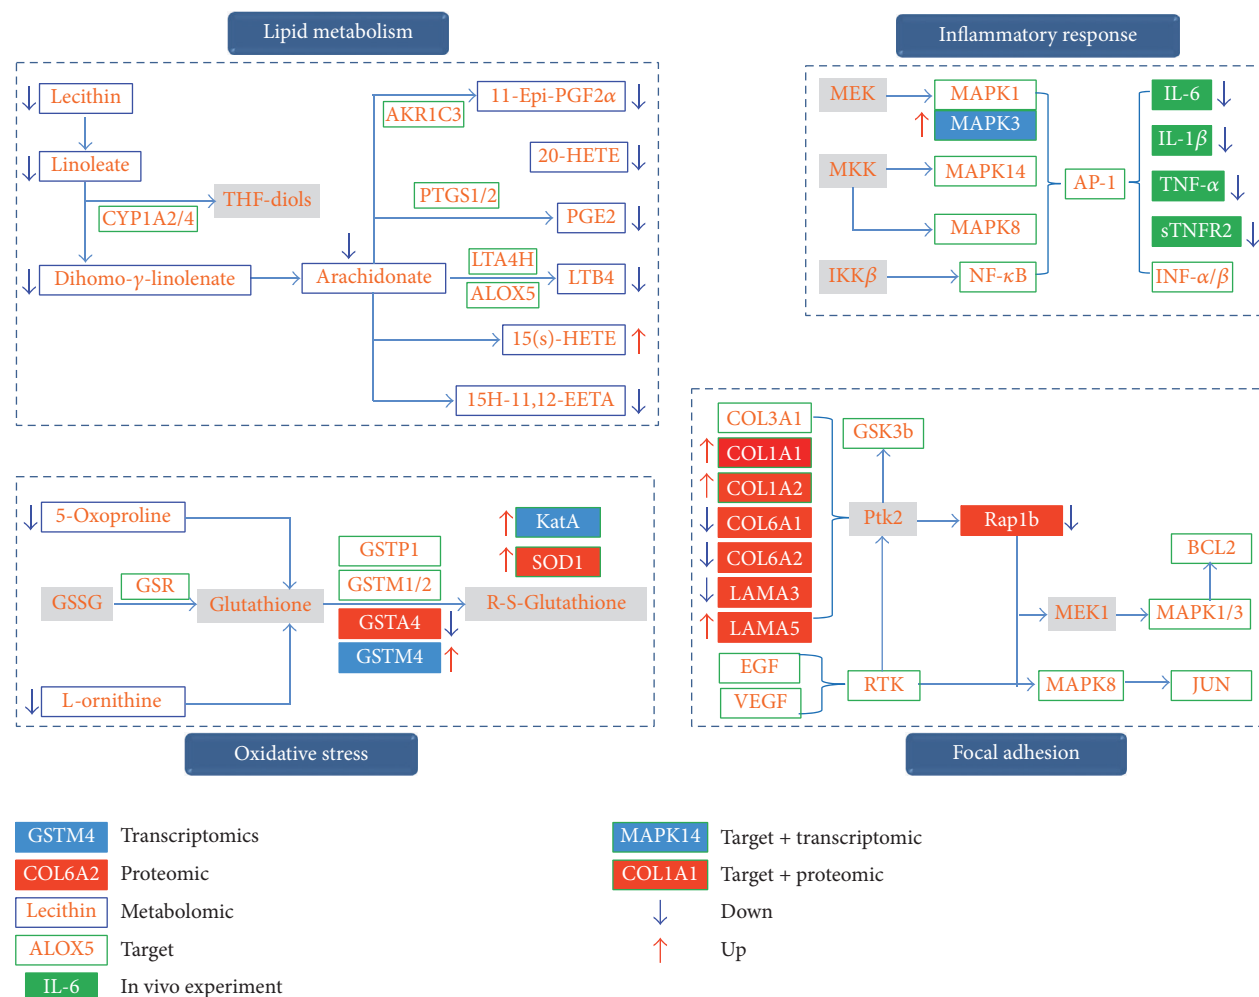 Lipid metabolism
Lecithin
Linoleate
THF-diols
CYP1A2/4
Dihomo-γ-linolenate
Arachidonate
11-Epi-PGF2α
AKR1C3
20-HETE
PTGS1/2
PGE2
LTA4H
ALOX5
LTB4
15(s)-HETE
15H-11,12-EETA
Inflammatory response
MEK
MAPK1
MAPK3
MKK
MAPK14
MAPK8
IKKβ
NF-κB
AP-1
IL-6
IL-1β
TNF-α
sTNFR2
INF-α/β
5-Oxoproline
GSSG
GSR
Glutathione
L-ornithine
GSTP1
GSTM1/2
GSTA4
GSTM4
KatA
SOD1
R-S-Glutathione
Oxidative stress
COL3A1
COL1A1
COL1A2
COL6A1
COL6A2
LAMA3
LAMA5
EGF
VEGF
GSK3b
Ptk2
RTK
Rap1b
MEK1
MAPK8
BCL2
MAPK1/3
JUN
Focal adhesion
GSTM4 Transcriptomics
COL6A2 Proteomic
Lecithin Metabolomic
ALOX5 Target
IL-6 In vivo experiment
MAPK14 Target + transcriptomic
COL1A1 Target + proteomic
↓ Down
↑ Up